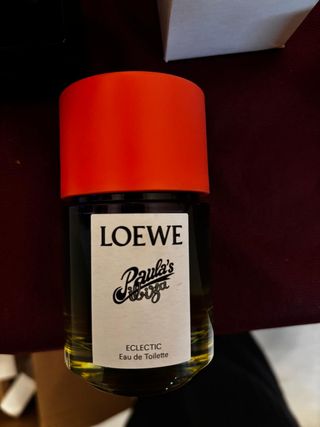 LOEWE
Paula's
ibiza
ECLECTIC
Eau de Toilette